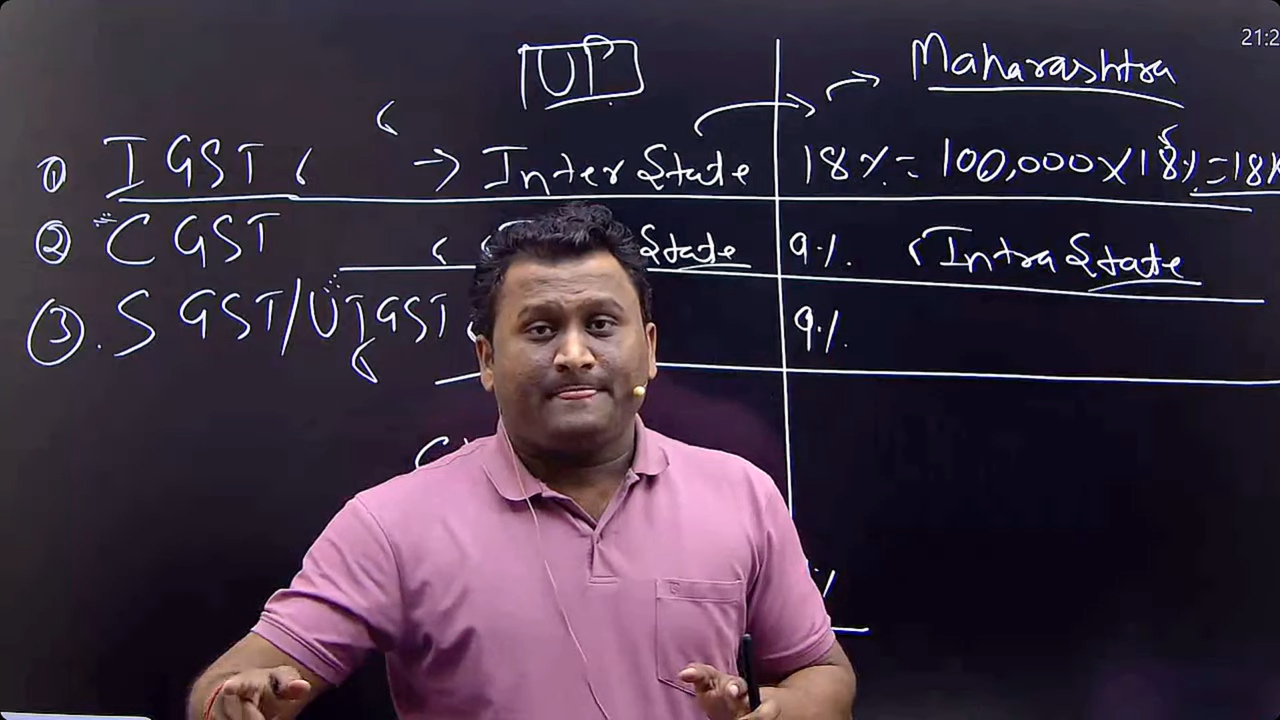 21:2
UP
Maharashtra
① IGST → Inter State 18% = 100,000 X 18% = 18K
② CGST State 9% Intra State
③ SGST/UTGST 9%
%